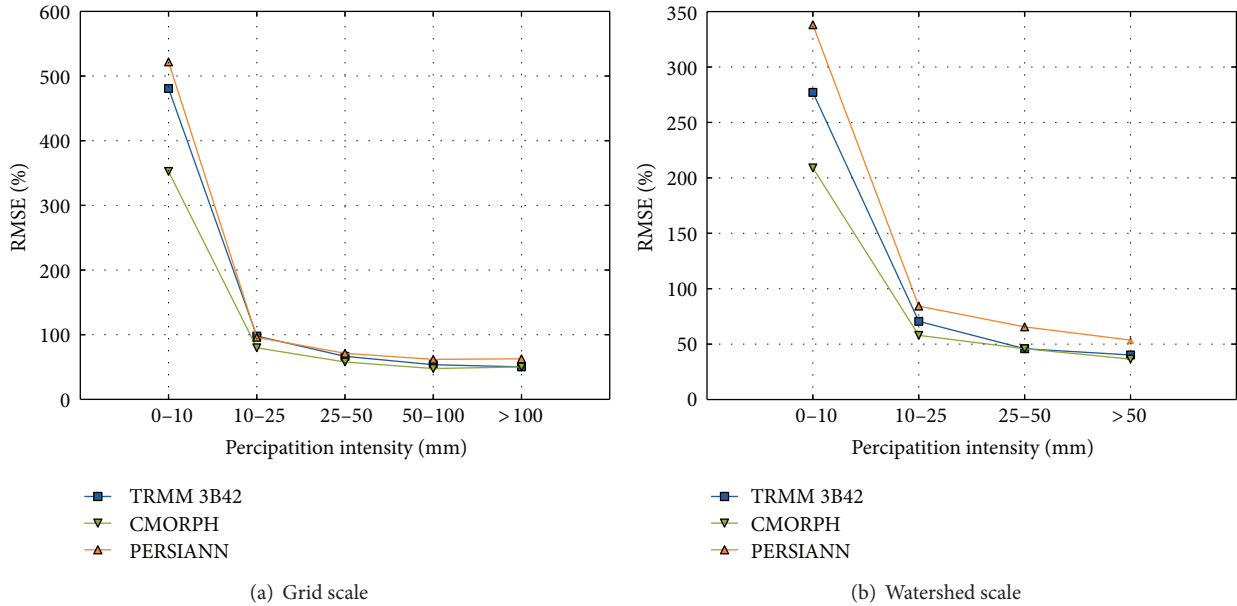 600
500
400
300
200
100
0
RMSE (%)
0–10 10–25 25–50 50–100 >100
Percipatition intensity (mm)
TRMM 3B42
CMORPH
PERSIANN
(a) Grid scale
350
300
250
200
150
100
50
0
RMSE (%)
0–10 10–25 25–50 >50
Percipatition intensity (mm)
TRMM 3B42
CMORPH
PERSIANN
(b) Watershed scale